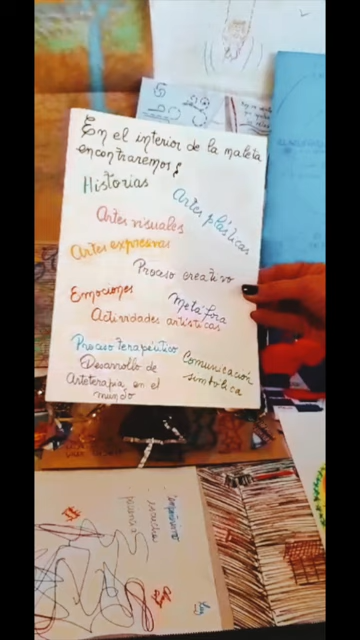 En el interior de la maleta
encontraremos:
Historias
Artes plásticas
Artes visuales
Artes expresivas
Proceso creativo
Emociones
Metáfora
Actividades artísticas
Proceso terapéutico
Comunicación
simbólica
Desarrollo de
Arteterapia en el
mundo